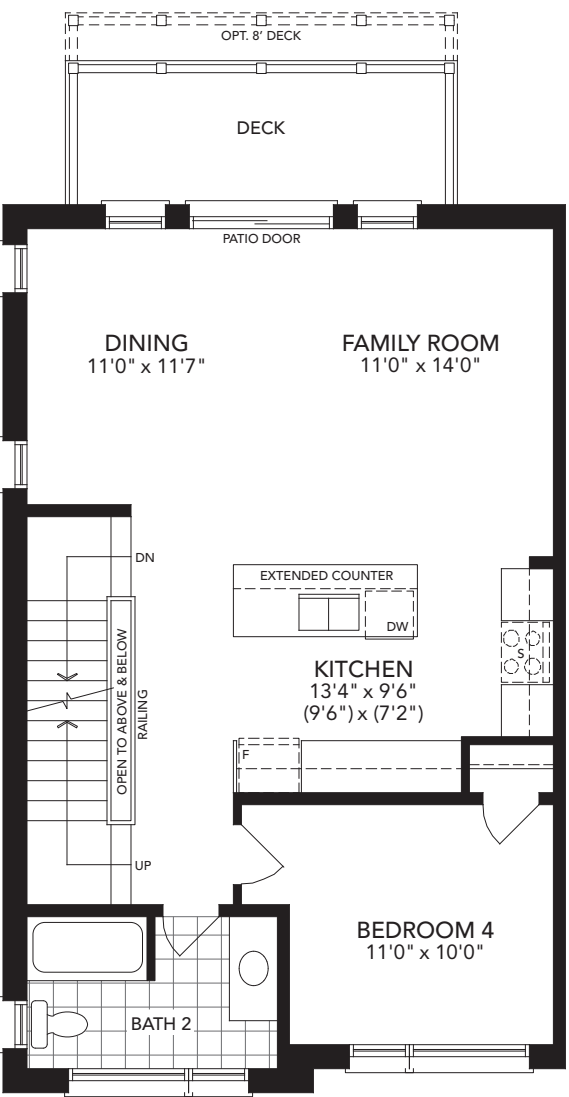 OPT. 8' DECK
DECK
PATIO DOOR
DINING
11'0" x 11'7"
FAMILY ROOM
11'0" x 14'0"
DN
EXTENDED COUNTER
DW
S
OPEN TO ABOVE & BELOW
RAILING
KITCHEN
13'4" x 9'6"
(9'6") x (7'2")
F
UP
BEDROOM 4
11'0" x 10'0"
BATH 2